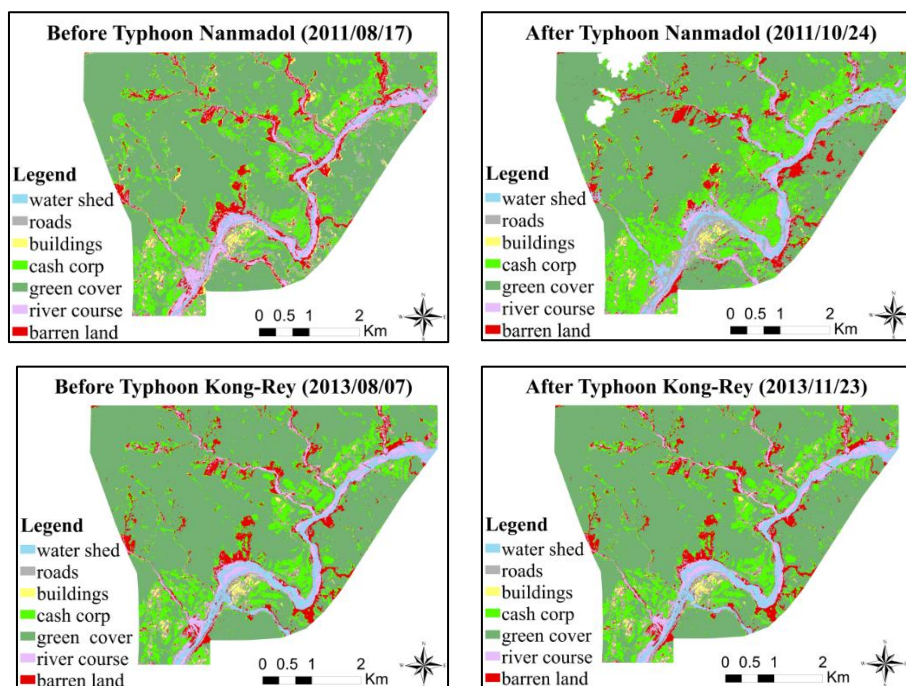 Before Typhoon Nanmadol (2011/08/17)
Legend
water shed
roads
buildings
cash corp
green cover
river course
barren land
0 0.5 1 2
Km
After Typhoon Nanmadol (2011/10/24)
Legend
water shed
roads
buildings
cash corp
green cover
river course
barren land
0 0.5 1 2
Km
Before Typhoon Kong-Rey (2013/08/07)
Legend
water shed
roads
buildings
cash corp
green cover
river course
barren land
0 0.5 1 2
Km
After Typhoon Kong-Rey (2013/11/23)
Legend
water shed
roads
buildings
cash corp
green cover
river course
barren land
0 0.5 1 2
Km